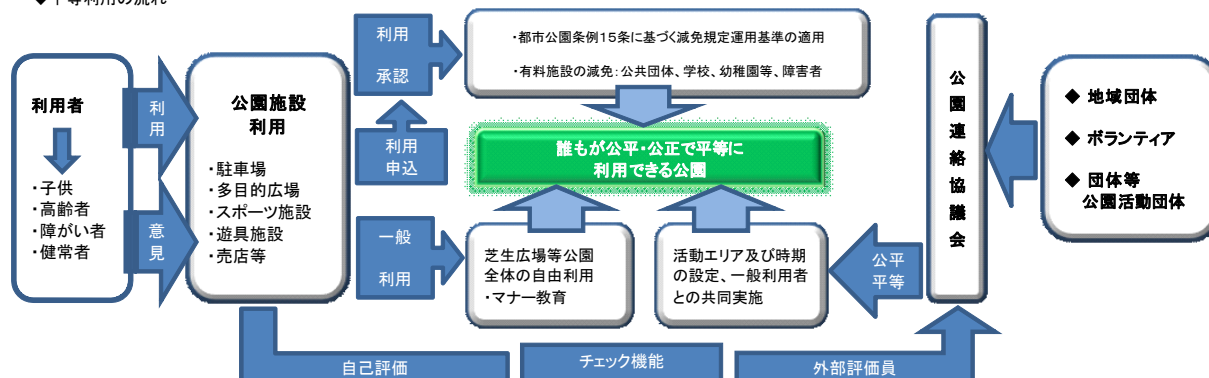 ◆平等利用の流れ
利用者
・子供
・高齢者
・障がい者
・健常者
利用
意見
公園施設
利用
・駐車場
・多目的広場
・スポーツ施設
・遊具施設
・売店等
利用
承認
利用
申込
一般
利用
・都市公園条例15条に基づく減免規定運用基準の適用
・有料施設の減免：公共団体、学校、幼稚園等、障害者
誰もが公平・公正で平等に
利用できる公園
芝生広場等公園
全体の自由利用
・マナー教育
活動エリア及び時期
の設定、一般利用者
との共同実施
公平
平等
公園連絡協議会
◆ 地域団体
◆ ボランティア
◆ 団体等
公園活動団体
自己評価
チェック機能
外部評価員